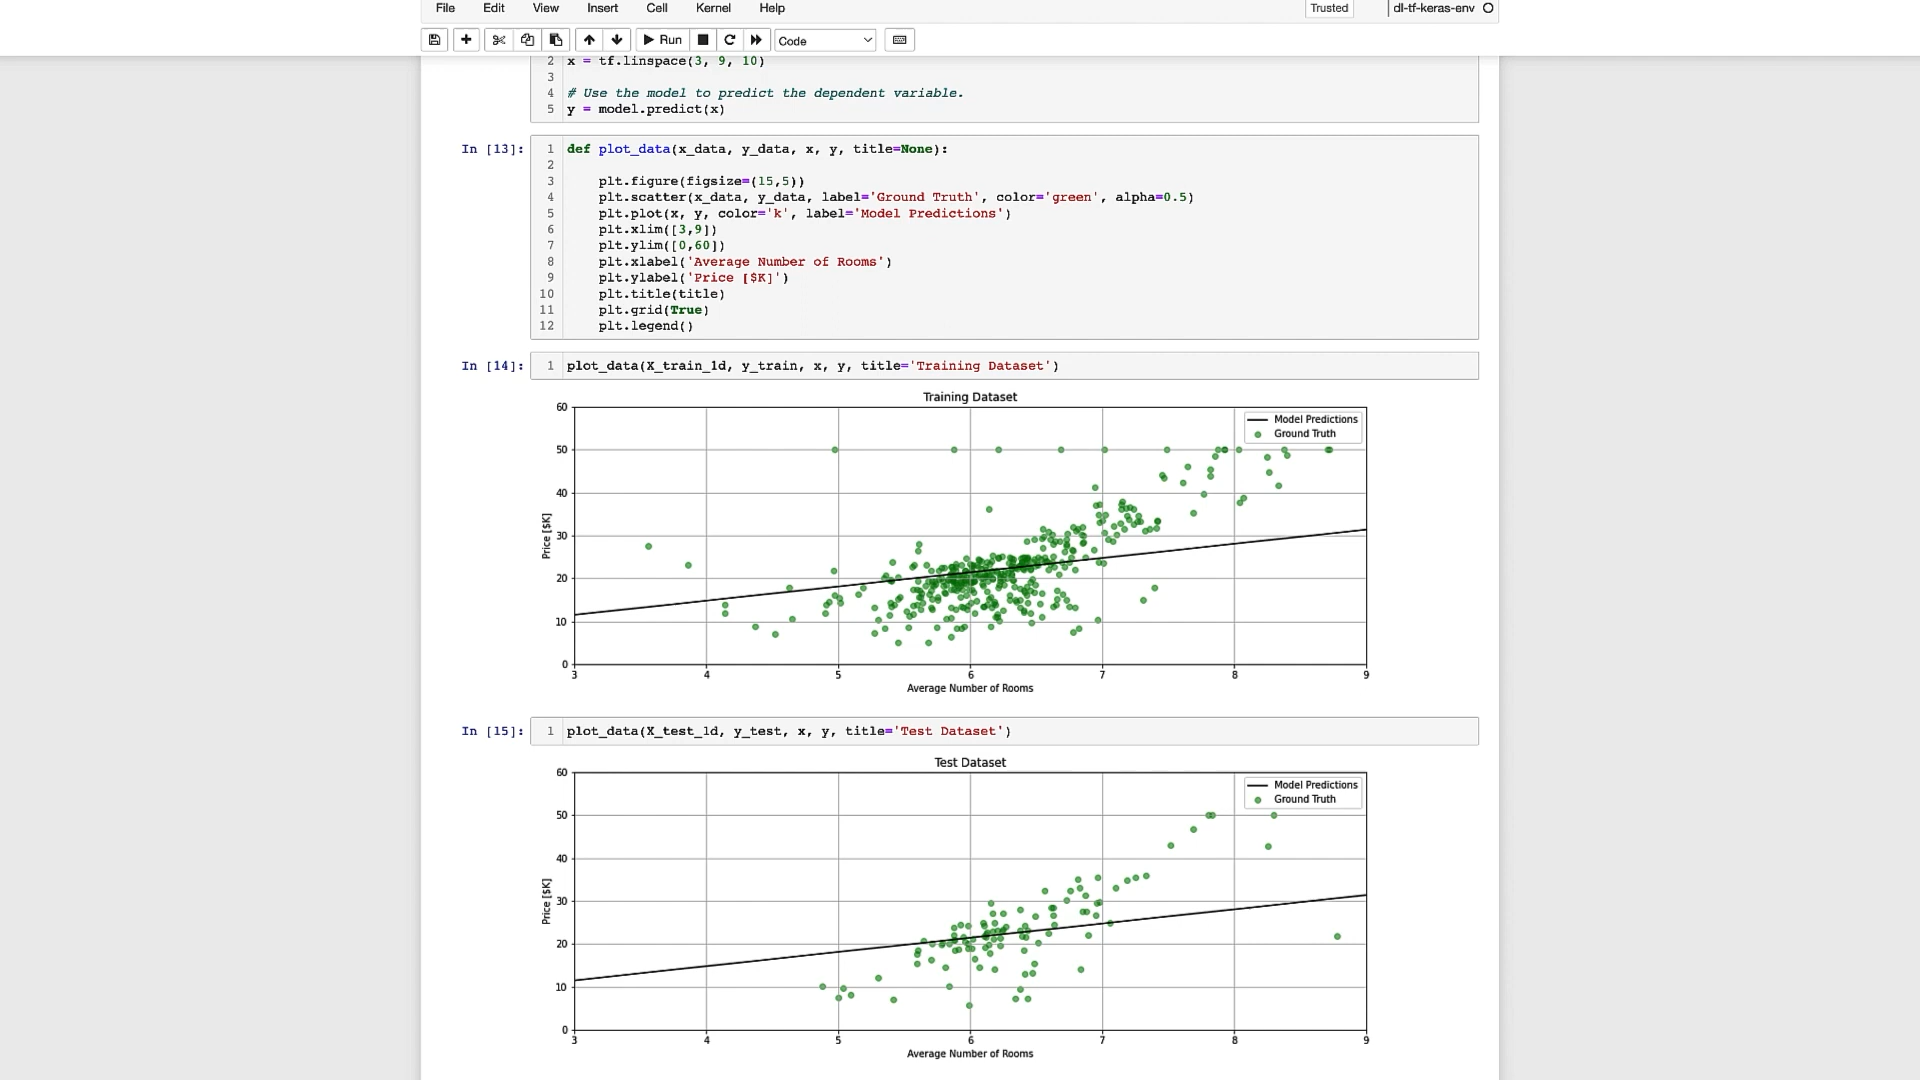 File Edit View Insert Cell Kernel Help Trusted dl-tf-keras-env
Run Code
2 x = tf.linspace(3, 9, 10)
3
4 # Use the model to predict the dependent variable.
5 y = model.predict(x)
In [13]:
1 def plot_data(x_data, y_data, x, y, title=None):
2
3 plt.figure(figsize=(15,5))
4 plt.scatter(x_data, y_data, label='Ground Truth', color='green', alpha=0.5)
5 plt.plot(x, y, color='k', label='Model Predictions')
6 plt.xlim([3,9])
7 plt.ylim([0,60])
8 plt.xlabel('Average Number of Rooms')
9 plt.ylabel('Price [$K]')
10 plt.title(title)
11 plt.grid(True)
12 plt.legend()
In [14]: 1 plot_data(X_train_1d, y_train, x, y, title='Training Dataset')
Training Dataset
60
Model Predictions
Ground Truth
50
40
Price [$K]
30
20
10
0
3 4 5 6 7 8 9
Average Number of Rooms
In [15]: 1 plot_data(X_test_1d, y_test, x, y, title='Test Dataset')
Test Dataset
60
Model Predictions
Ground Truth
50
40
Price [$K]
30
20
10
0
3 4 5 6 7 8 9
Average Number of Rooms